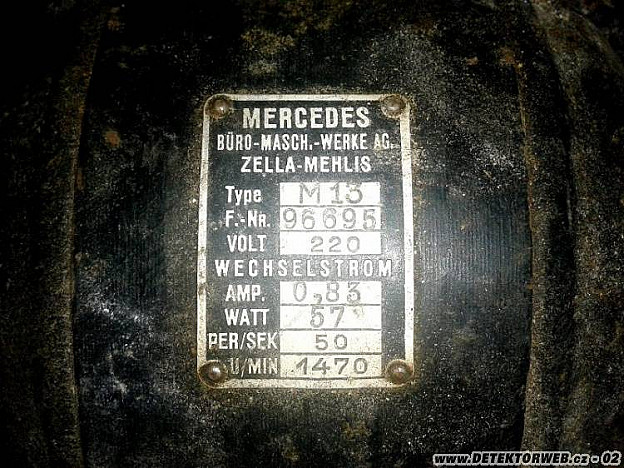 MERCEDES
BÜRO-MASCH.-WERKE AG.
ZELLA-MEHLIS
Type M 13
F.-Nr. 96695
VOLT 220
WECHSELSTROM
AMP. 0,83
WATT 57
PER/SEK 50
U/MIN 1470
www.DETEKTORWEB.cz - 02